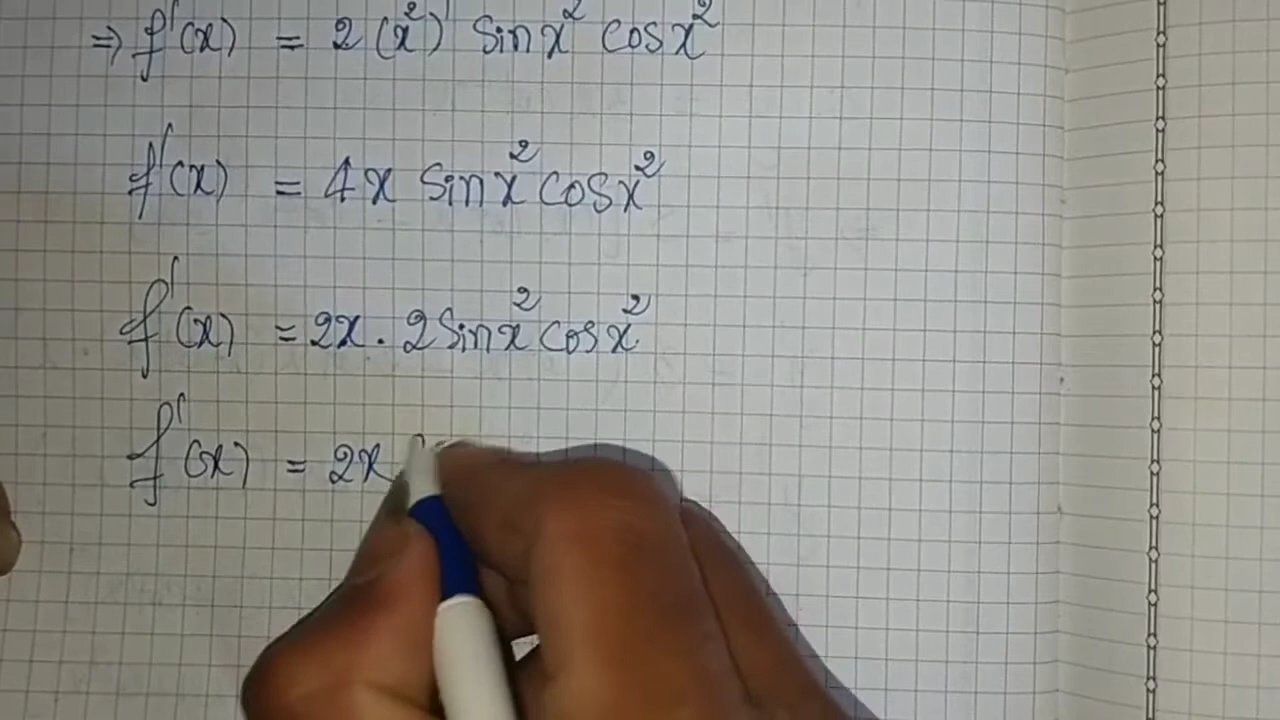 ⇒ f'(x) = 2 (x²)' Sin x² cos x²
f'(x) = 4x Sin x² cos x²
f'(x) = 2x . 2 Sin x² cos x²
f'(x) = 2x